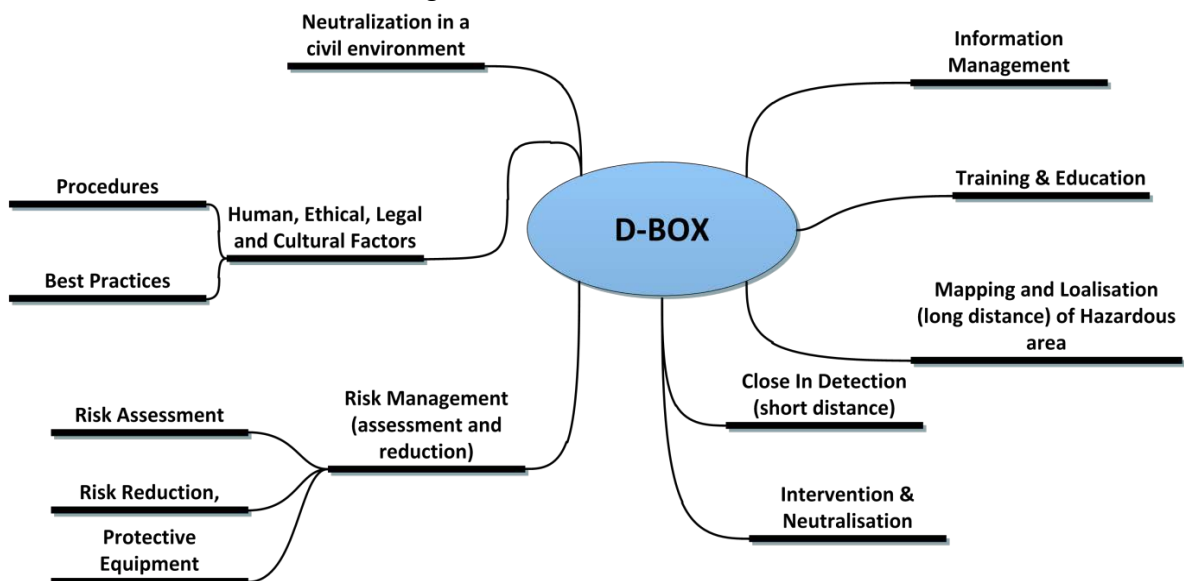 Neutralization in a
civil environment
Information
Management
Procedures
Human, Ethical, Legal
and Cultural Factors
Best Practices
D-BOX
Training & Education
Mapping and Loalisation
(long distance) of Hazardous
area
Close In Detection
(short distance)
Risk Management
(assessment and
reduction)
Risk Assessment
Risk Reduction,
Protective
Equipment
Intervention &
Neutralisation